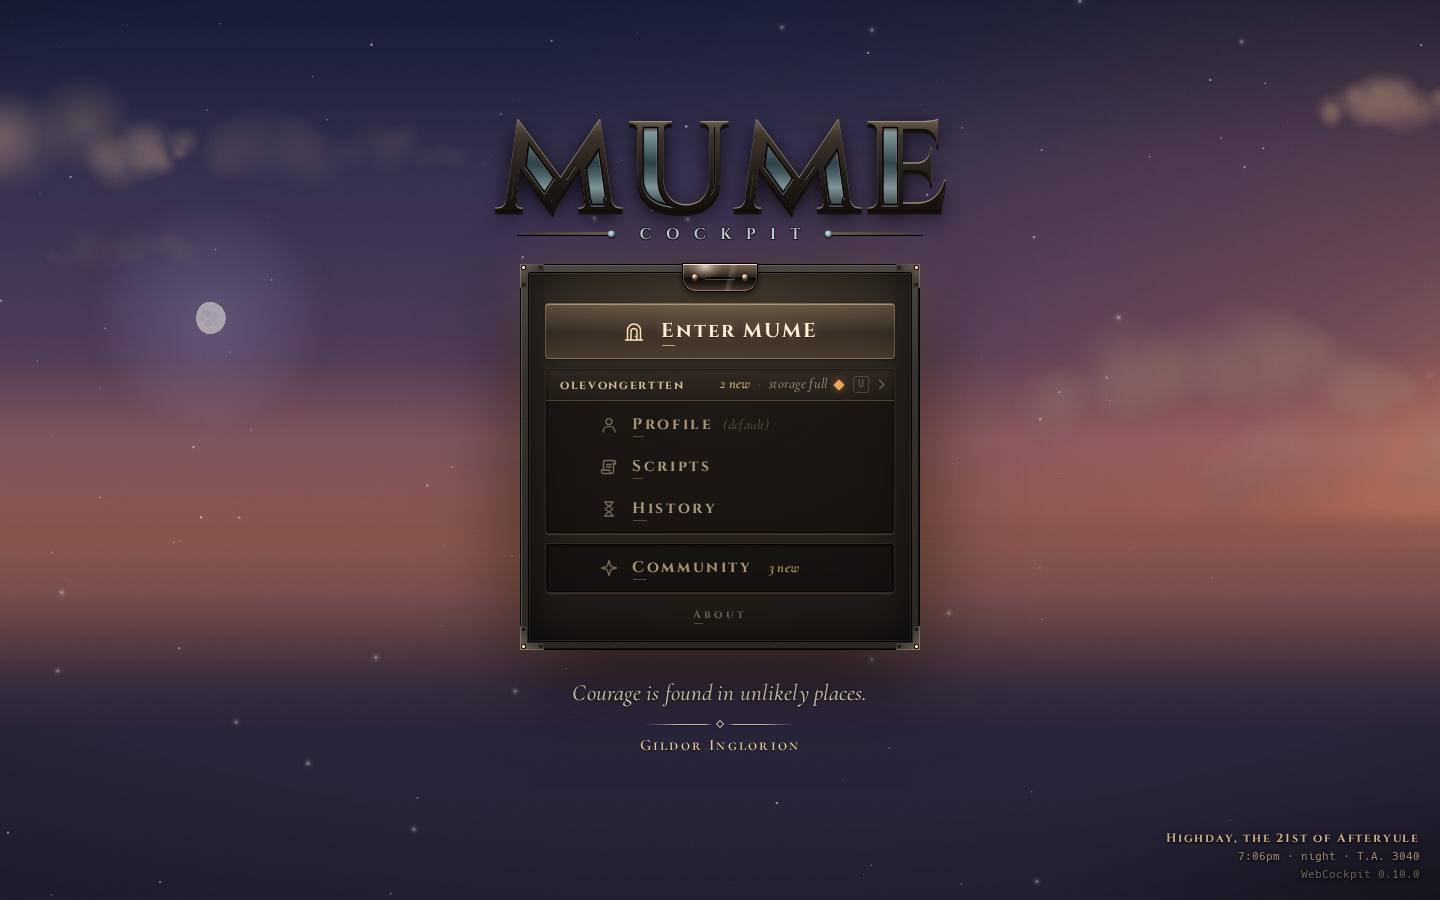 MUME
COCKPIT
Enter MUME
OLEVONGERTTEN 2 new · storage full U
Profile (default)
Scripts
History
Community 3 new
About
Courage is found in unlikely places.
Gildor Inglorion
Highday, the 21st of Afteryule
7:06pm · night · T.A. 3040
WebCockpit 0.10.0